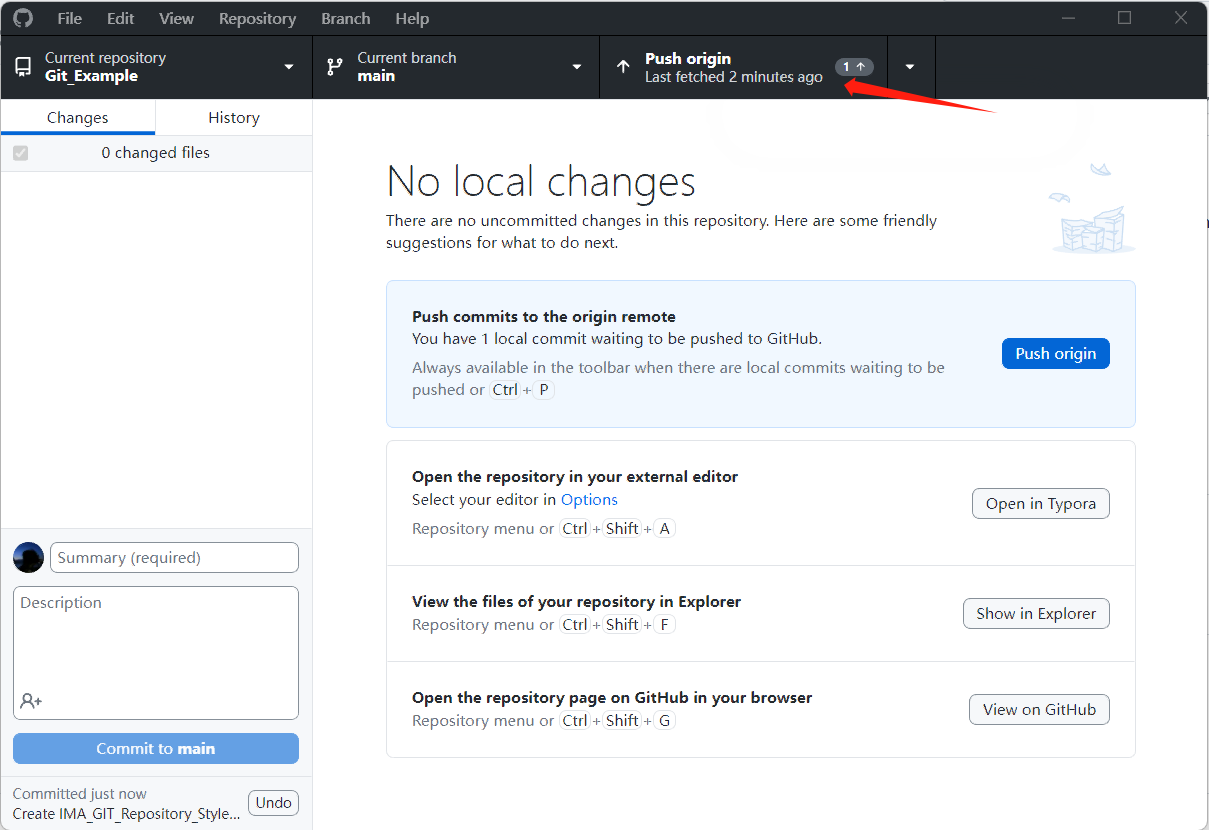 File Edit View Repository Branch Help
Current repository
Git_Example
Current branch
main
Push origin
Last fetched 2 minutes ago
1
Changes
History
0 changed files
No local changes
There are no uncommitted changes in this repository. Here are some friendly
suggestions for what to do next.
Push commits to the origin remote
You have 1 local commit waiting to be pushed to GitHub.
Always available in the toolbar when there are local commits waiting to be
pushed or Ctrl + P
Push origin
Open the repository in your external editor
Select your editor in Options
Repository menu or Ctrl + Shift + A
Open in Typora
View the files of your repository in Explorer
Repository menu or Ctrl + Shift + F
Show in Explorer
Open the repository page on GitHub in your browser
Repository menu or Ctrl + Shift + G
View on GitHub
Summary (required)
Description
Commit to main
Committed just now
Create IMA_GIT_Repository_Style...
Undo